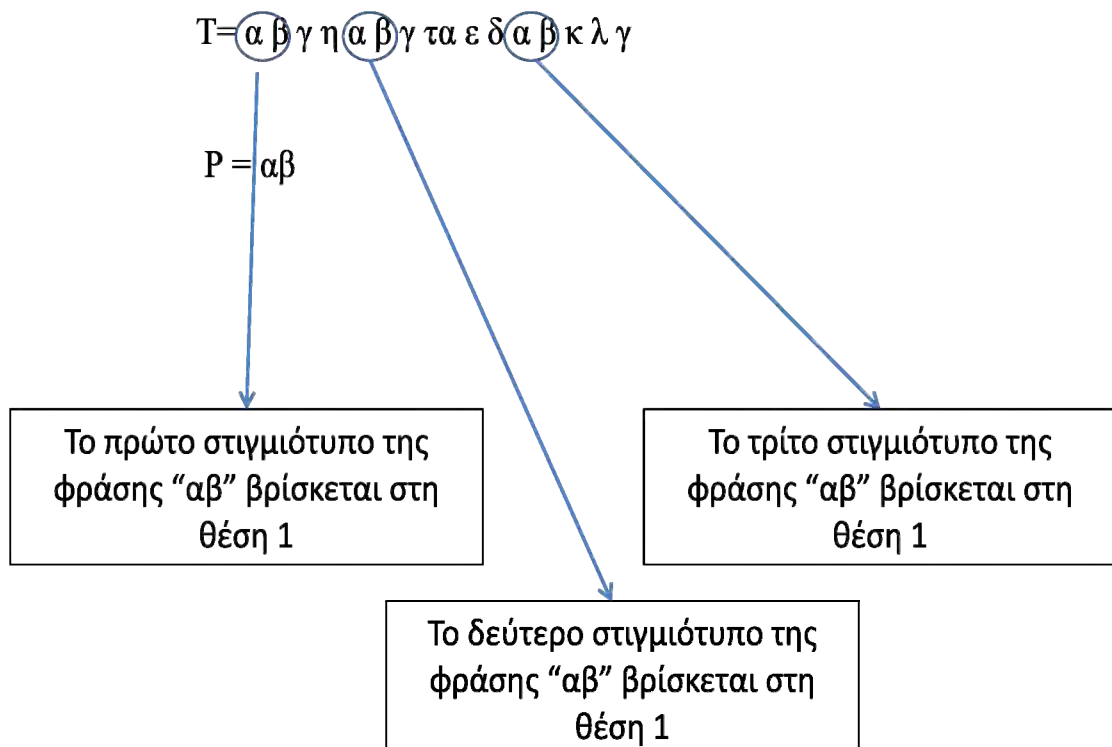 T= α β γ η α β γ τα ε δ α β κ λ γ
P = αβ
Το πρώτο στιγμιότυπο της
φράσης “αβ” βρίσκεται στη
θέση 1
Το τρίτο στιγμιότυπο της
φράσης “αβ” βρίσκεται στη
θέση 1
Το δεύτερο στιγμιότυπο της
φράσης “αβ” βρίσκεται στη
θέση 1